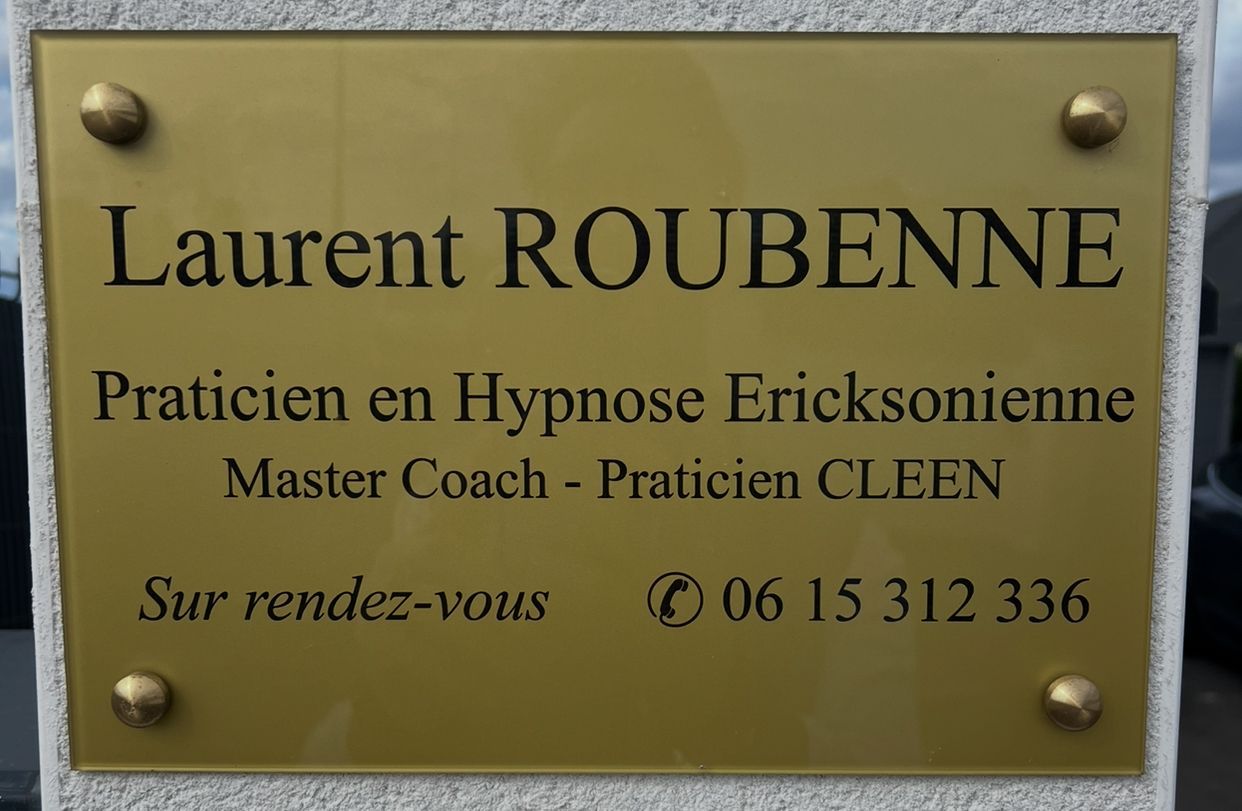 Laurent ROUBENNE
Praticien en Hypnose Ericksonienne
Master Coach - Praticien CLEEN
Sur rendez-vous ✆ 06 15 312 336